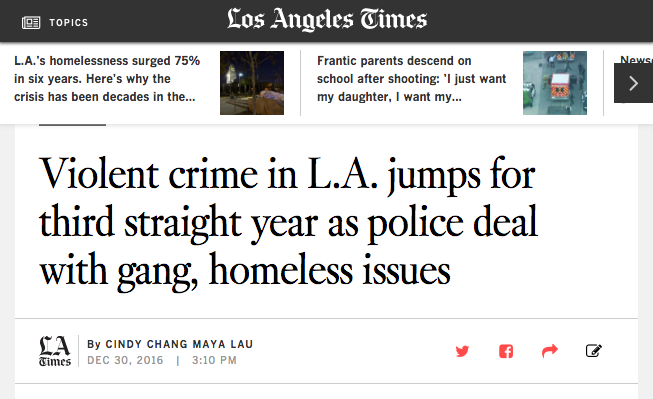 TOPICS
Los Angeles Times
L.A.'s homelessness surged 75%
in six years. Here's why the
crisis has been decades in the...
Frantic parents descend on
school after shooting: 'I just want
my daughter, I want my...
Violent crime in L.A. jumps for
third straight year as police deal
with gang, homeless issues
LA
Times
By CINDY CHANG MAYA LAU
DEC 30, 2016 | 3:10 PM